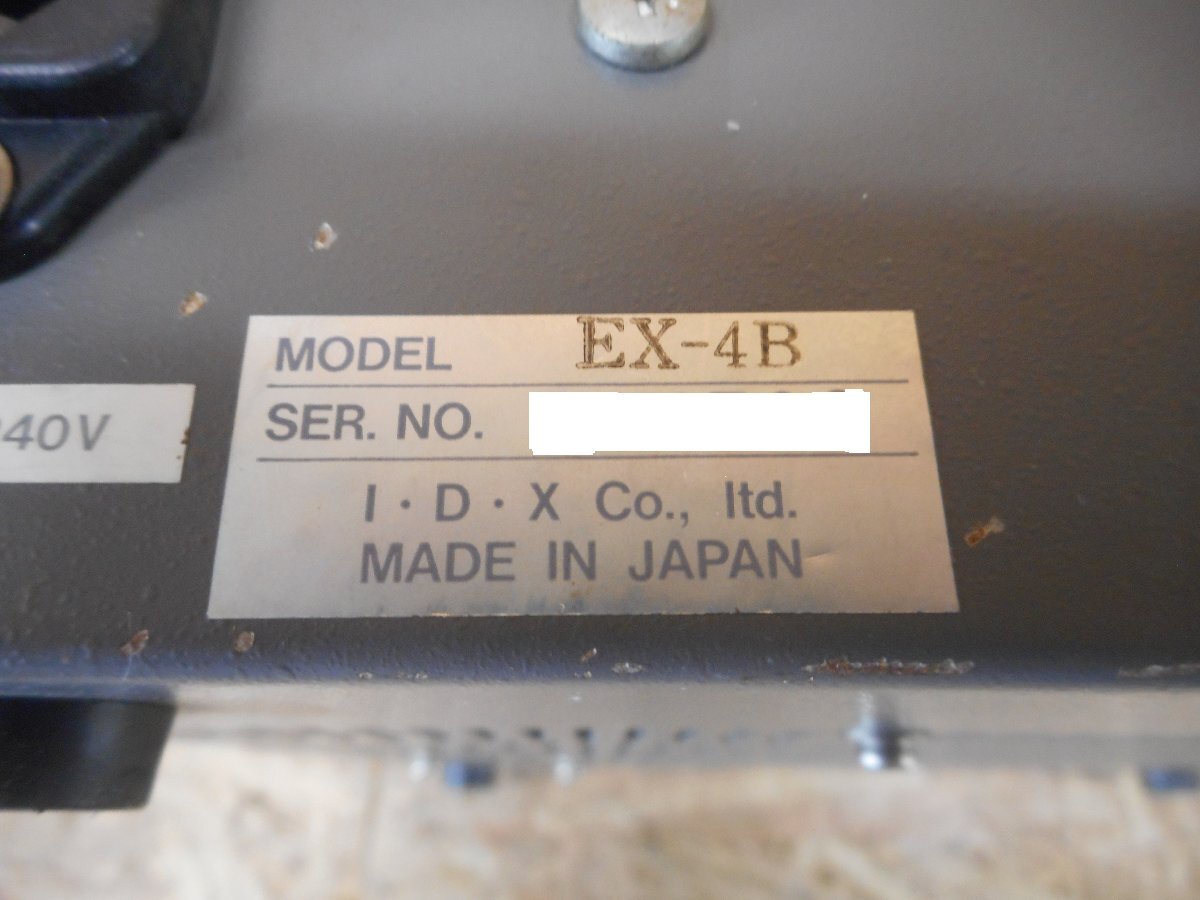 MODEL EX-4B
SER. NO.
40V
I·D·X Co., ltd.
MADE IN JAPAN